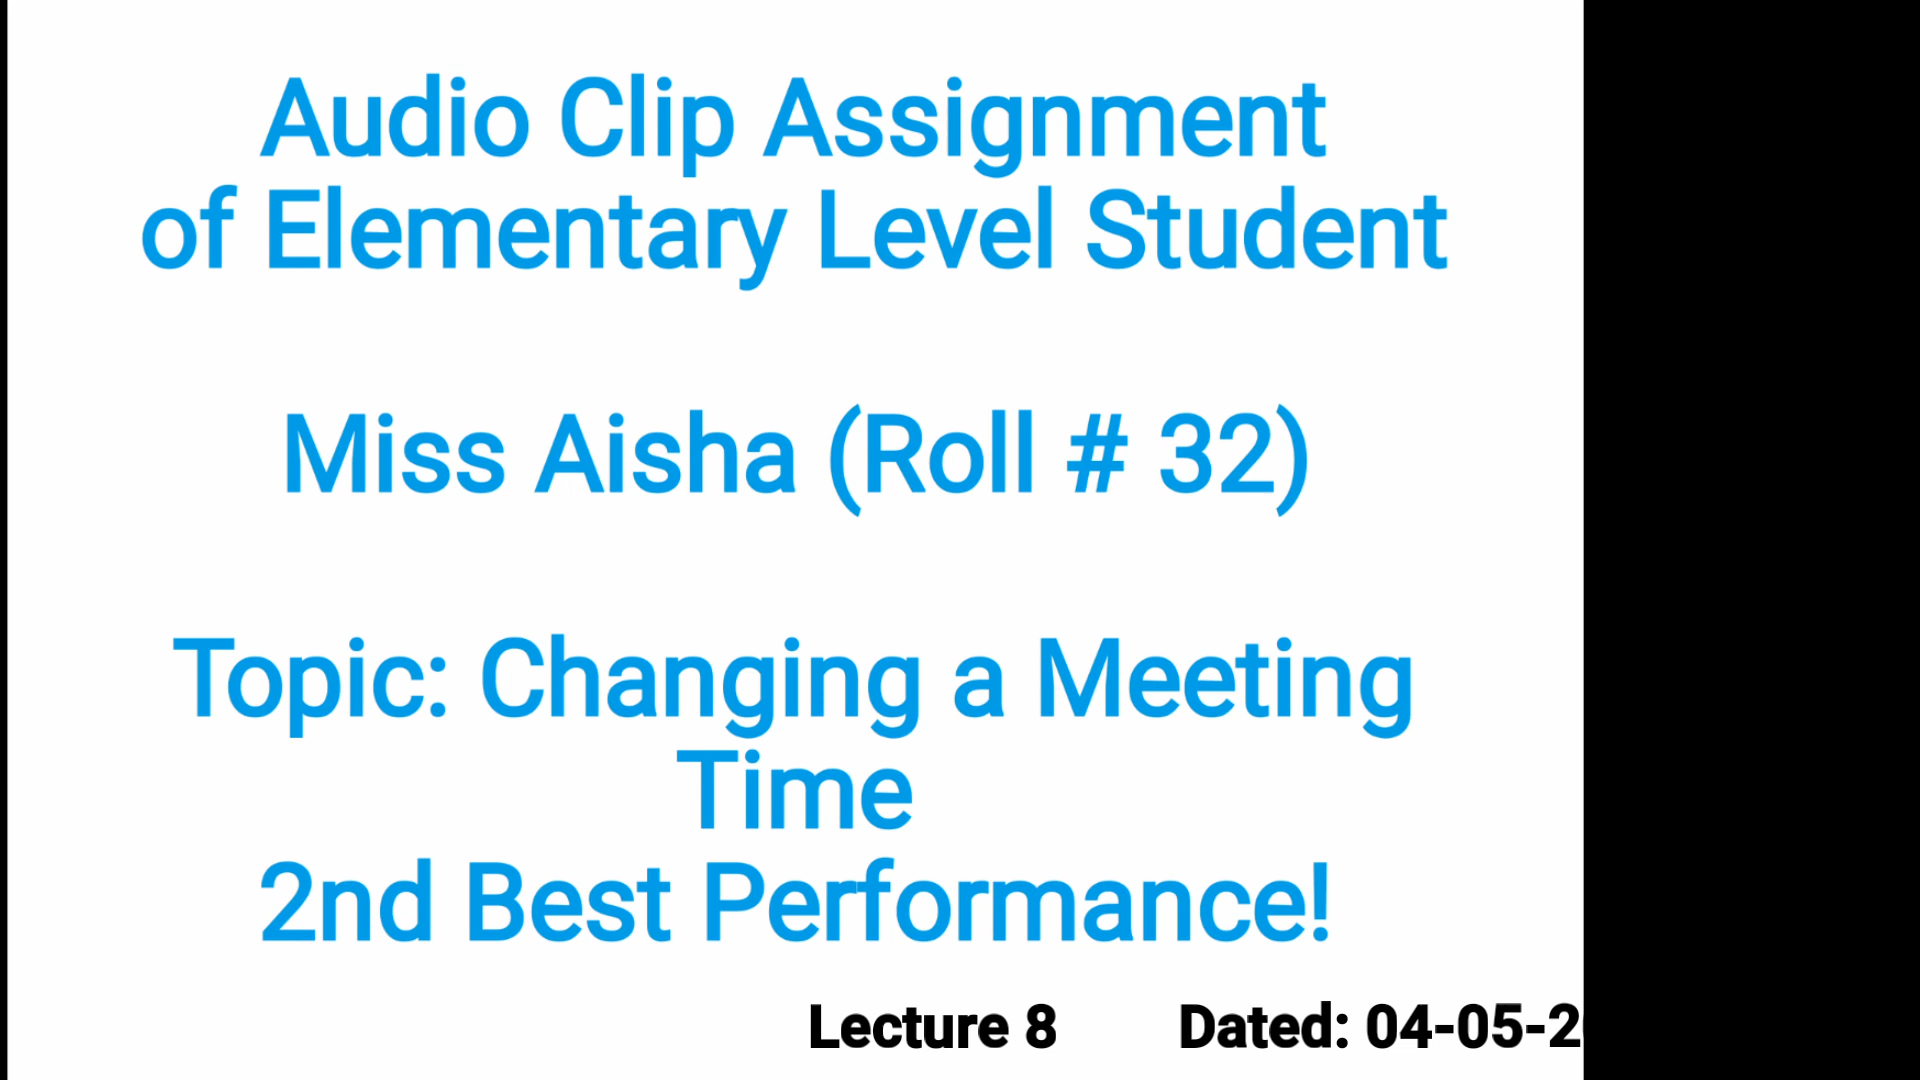 Audio Clip Assignment
of Elementary Level Student
Miss Aisha (Roll # 32)
Topic: Changing a Meeting
Time
2nd Best Performance!
Lecture 8 Dated: 04-05-2